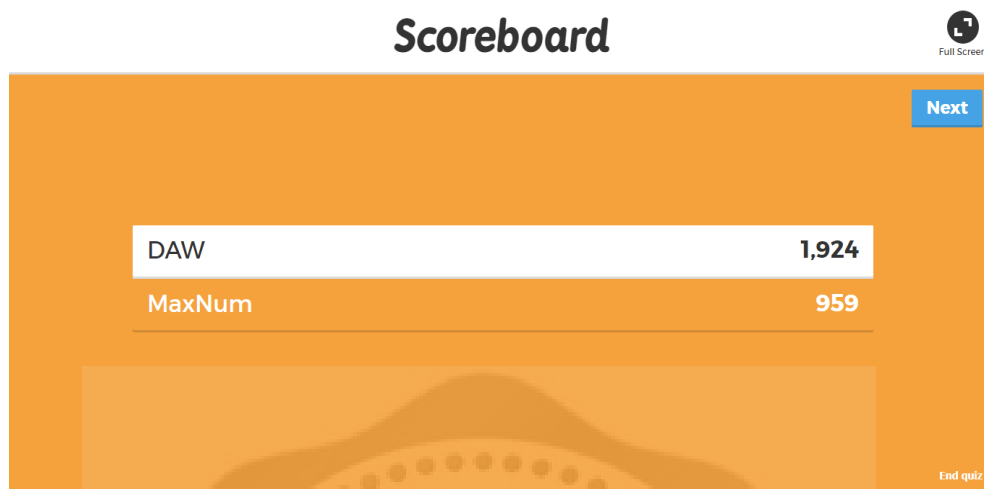 Scoreboard
Full Screen
Next
DAW 1,924
MaxNum 959
End quiz